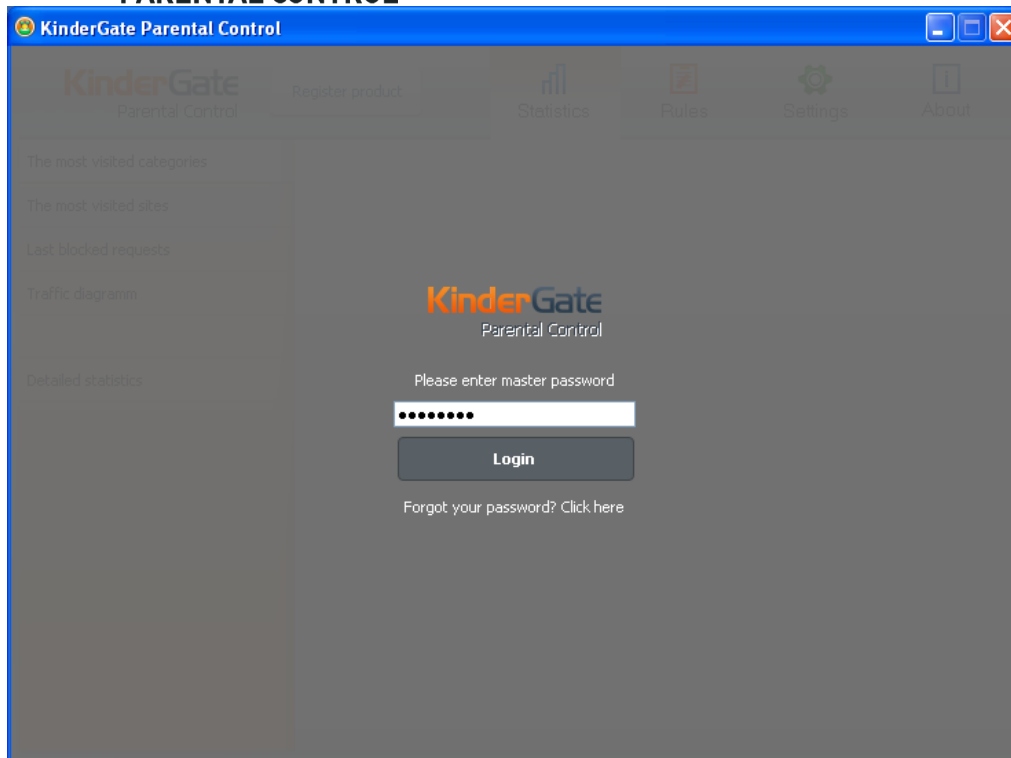 PARENTAL CONTROL
KinderGate Parental Control
KinderGate
Parental Control
Register product
Statistics
Rules
Settings
About
The most visited categories
The most visited sites
Last blocked requests
Traffic diagramm
Detailed statistics
KinderGate
Parental Control
Please enter master password
Login
Forgot your password? Click here